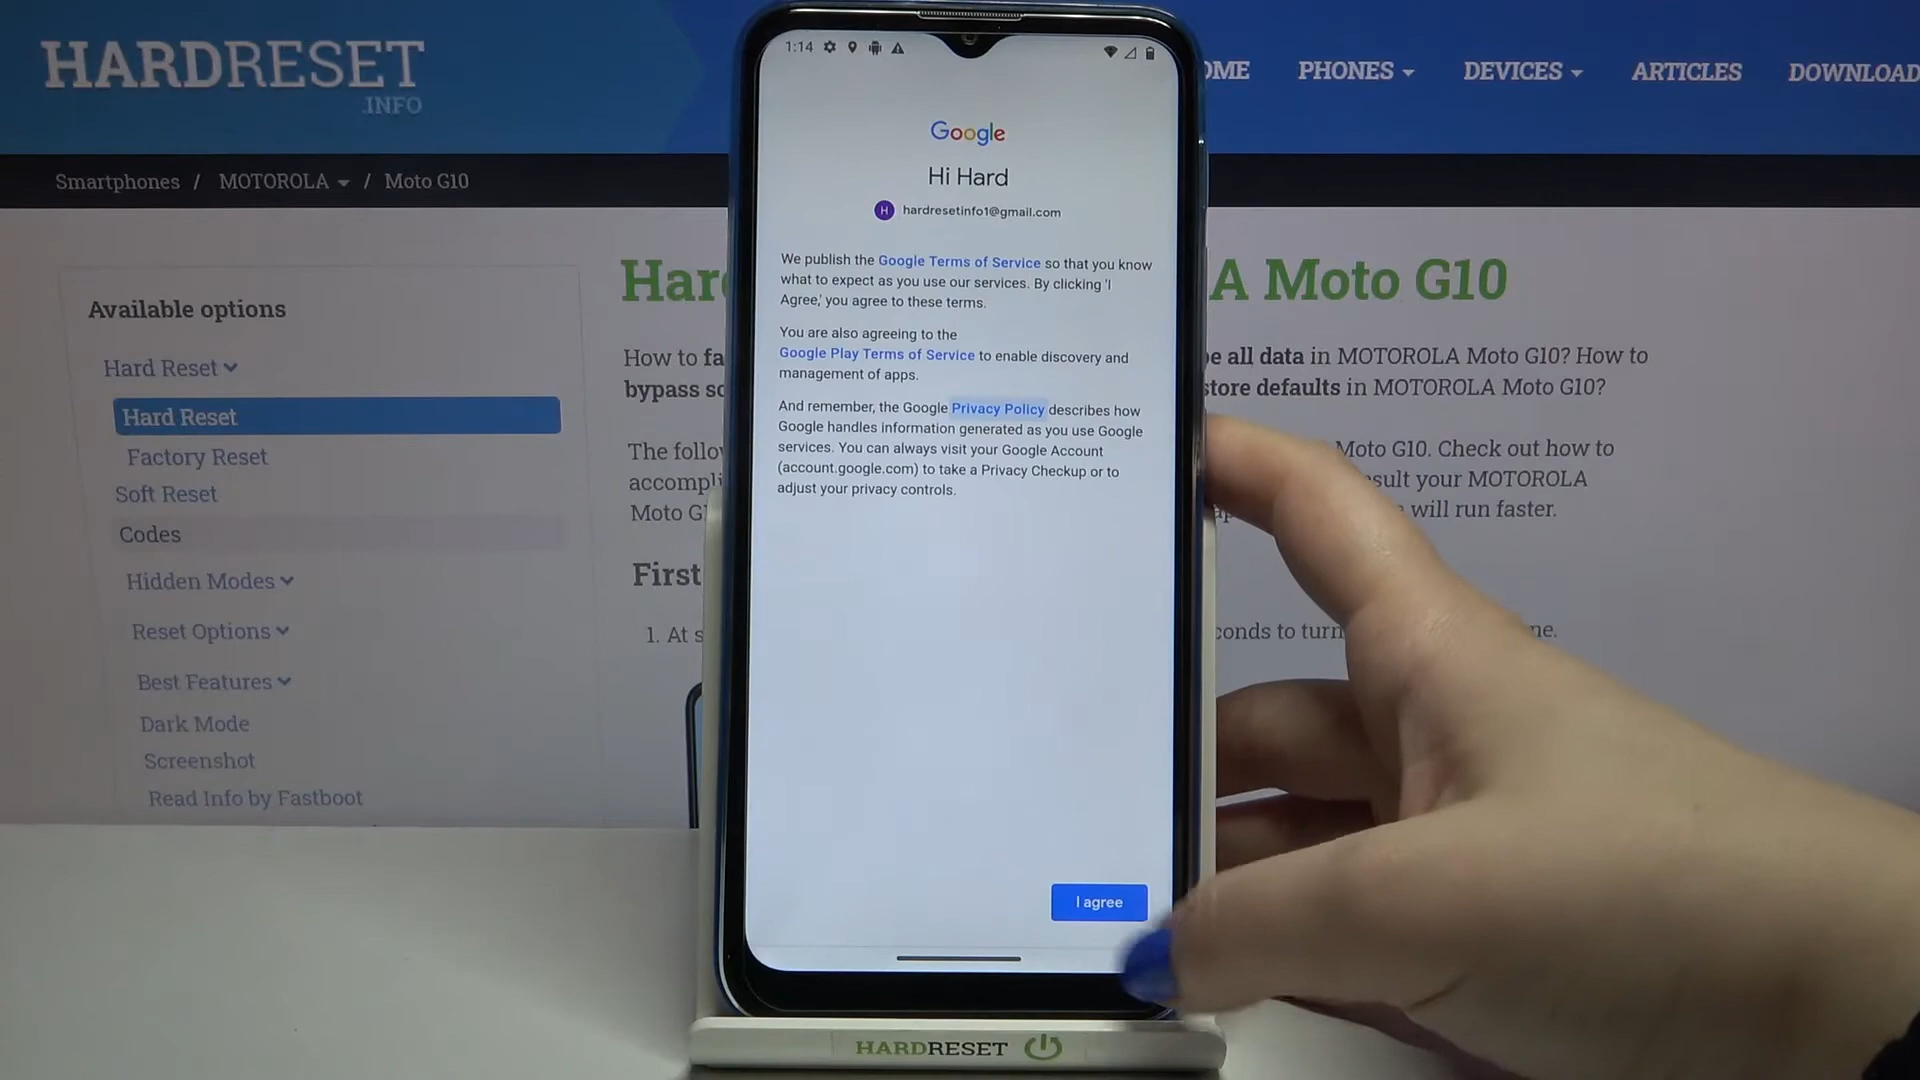 HARDRESET
.INFO
OME PHONES DEVICES ARTICLES DOWNLOAD
Smartphones / MOTOROLA / Moto G10
Available options
Hard Reset
Hard Reset
Factory Reset
Soft Reset
Codes
Hidden Modes
Reset Options
Best Features
Dark Mode
Screenshot
Read Info by Fastboot
Hard
A Moto G10
How to fa
e all data in MOTOROLA Moto G10? How to
bypass sc
store defaults in MOTOROLA Moto G10?
The follow
Moto G10. Check out how to
accompli
sult your MOTOROLA
Moto G
will run faster.
First
1. At s
conds to turn
ne.
1:14
Google
Hi Hard
H hardresetinfo1@gmail.com
We publish the Google Terms of Service so that you know
what to expect as you use our services. By clicking 'I
Agree,' you agree to these terms.
You are also agreeing to the
Google Play Terms of Service to enable discovery and
management of apps.
And remember, the Google Privacy Policy describes how
Google handles information generated as you use Google
services. You can always visit your Google Account
(account.google.com) to take a Privacy Checkup or to
adjust your privacy controls.
I agree
HARDRESET